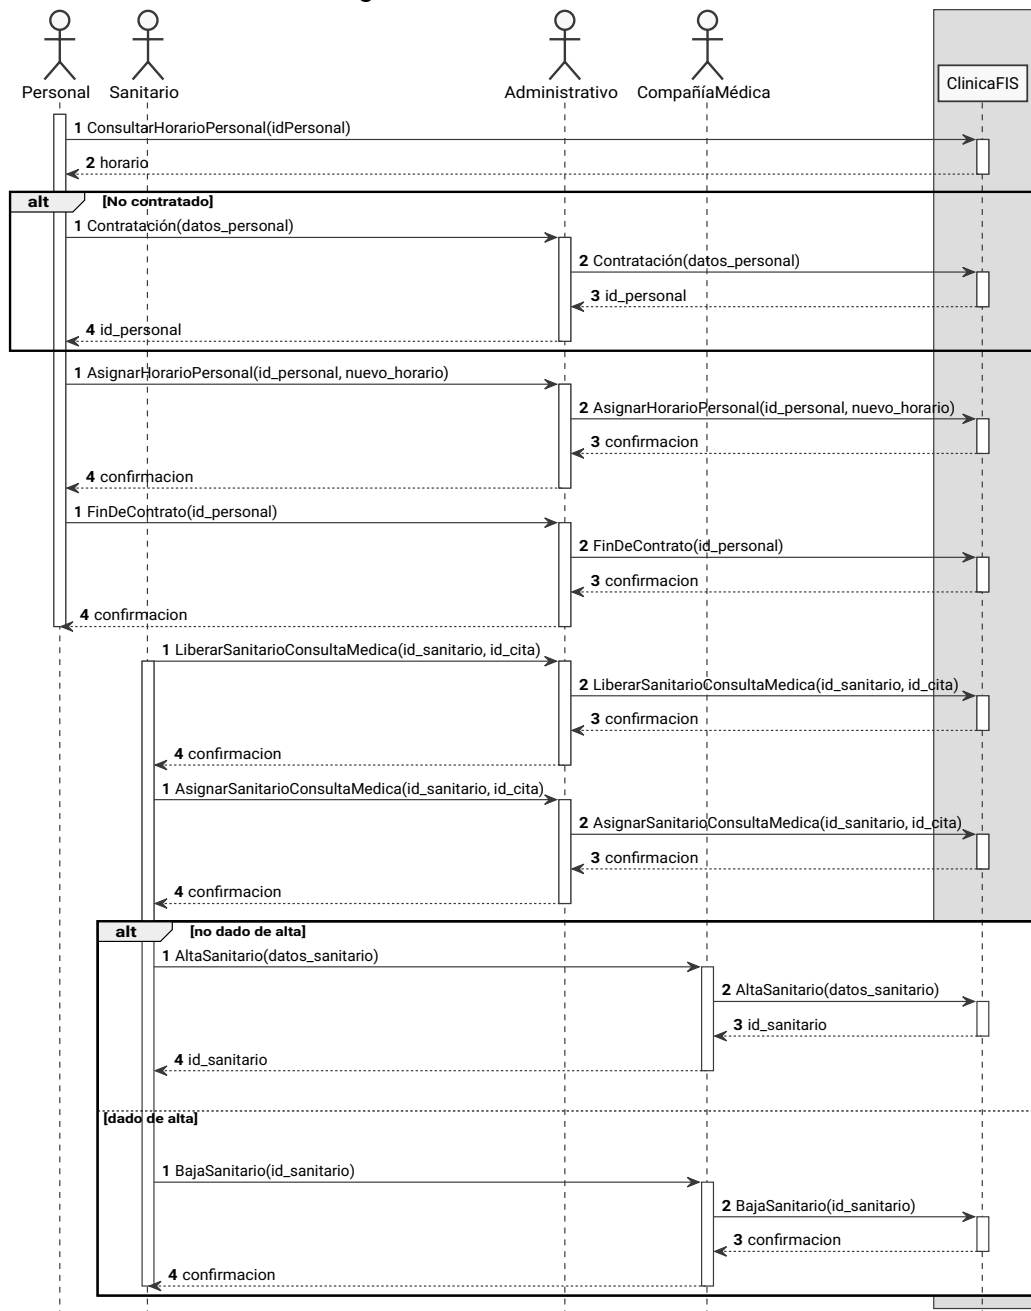 Personal
Sanitario
Administrativo
CompañíaMédica
ClinicaFIS
1 ConsultarHorarioPersonal(idPersonal)
2 horario
alt
[No contratado]
1 Contratación(datos_personal)
2 Contratación(datos_personal)
3 id_personal
4 id_personal
1 AsignarHorarioPersonal(id_personal, nuevo_horario)
2 AsignarHorarioPersonal(id_personal, nuevo_horario)
3 confirmacion
4 confirmacion
1 FinDeContrato(id_personal)
2 FinDeContrato(id_personal)
3 confirmacion
4 confirmacion
1 LiberarSanitarioConsultaMedica(id_sanitario, id_cita)
2 LiberarSanitarioConsultaMedica(id_sanitario, id_cita)
3 confirmacion
4 confirmacion
1 AsignarSanitarioConsultaMedica(id_sanitario, id_cita)
2 AsignarSanitarioConsultaMedica(id_sanitario, id_cita)
3 confirmacion
4 confirmacion
alt
[no dado de alta]
1 AltaSanitario(datos_sanitario)
2 AltaSanitario(datos_sanitario)
3 id_sanitario
4 id_sanitario
[dado de alta]
1 BajaSanitario(id_sanitario)
2 BajaSanitario(id_sanitario)
3 confirmacion
4 confirmacion